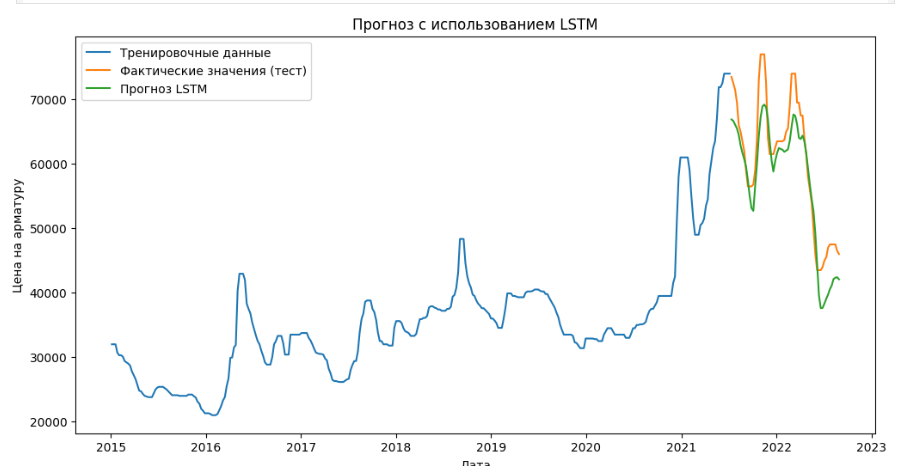 Прогноз с использованием LSTM
Тренировочные данные
Фактические значения (тест)
Прогноз LSTM
Цена на арматуру
70000
60000
50000
40000
30000
20000
2015 2016 2017 2018 2019 2020 2021 2022 2023
Дата